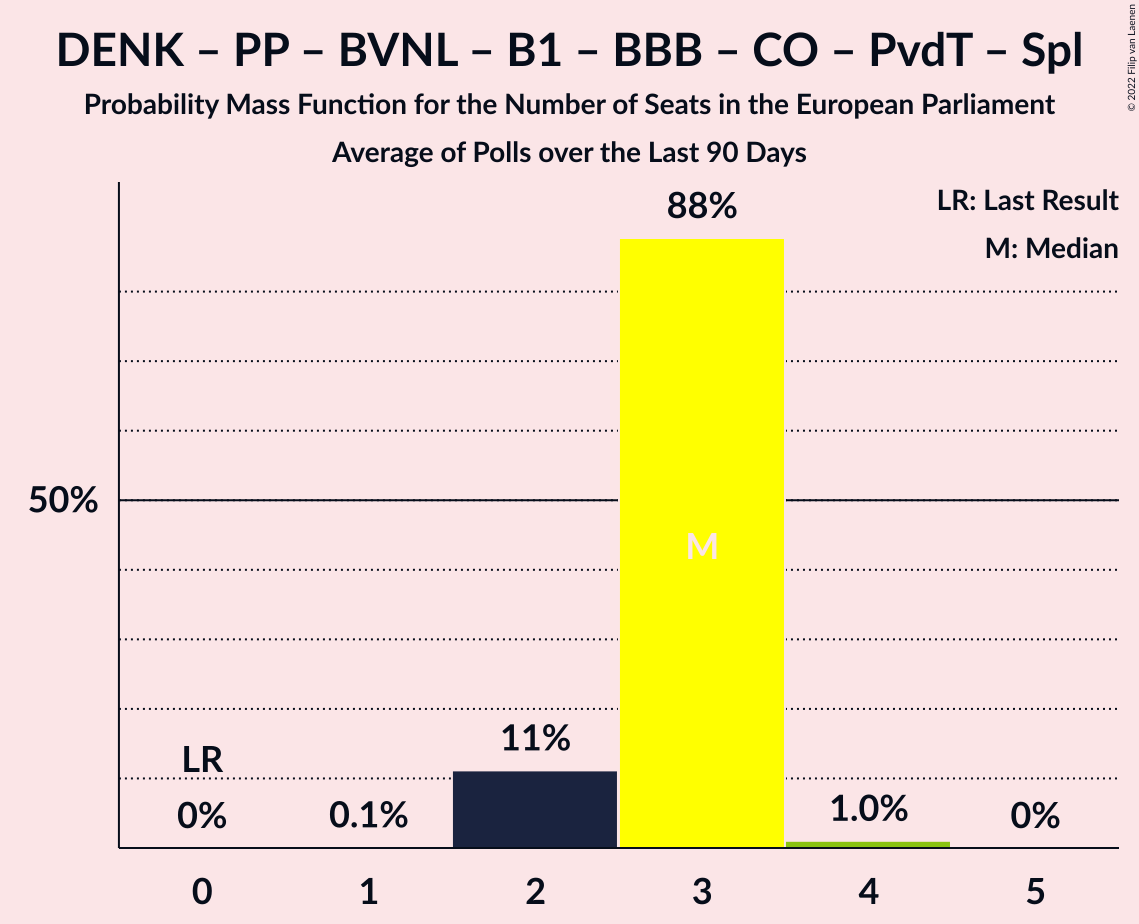 DENK – PP – BVNL – B1 – BBB – CO – PvdT – Spl
Probability Mass Function for the Number of Seats in the European Parliament
Average of Polls over the Last 90 Days
© 2022 Filip van Laenen
LR: Last Result
M: Median
88%
50%
M
11%
LR
0%
0.1%
1.0%
0%
0 1 2 3 4 5